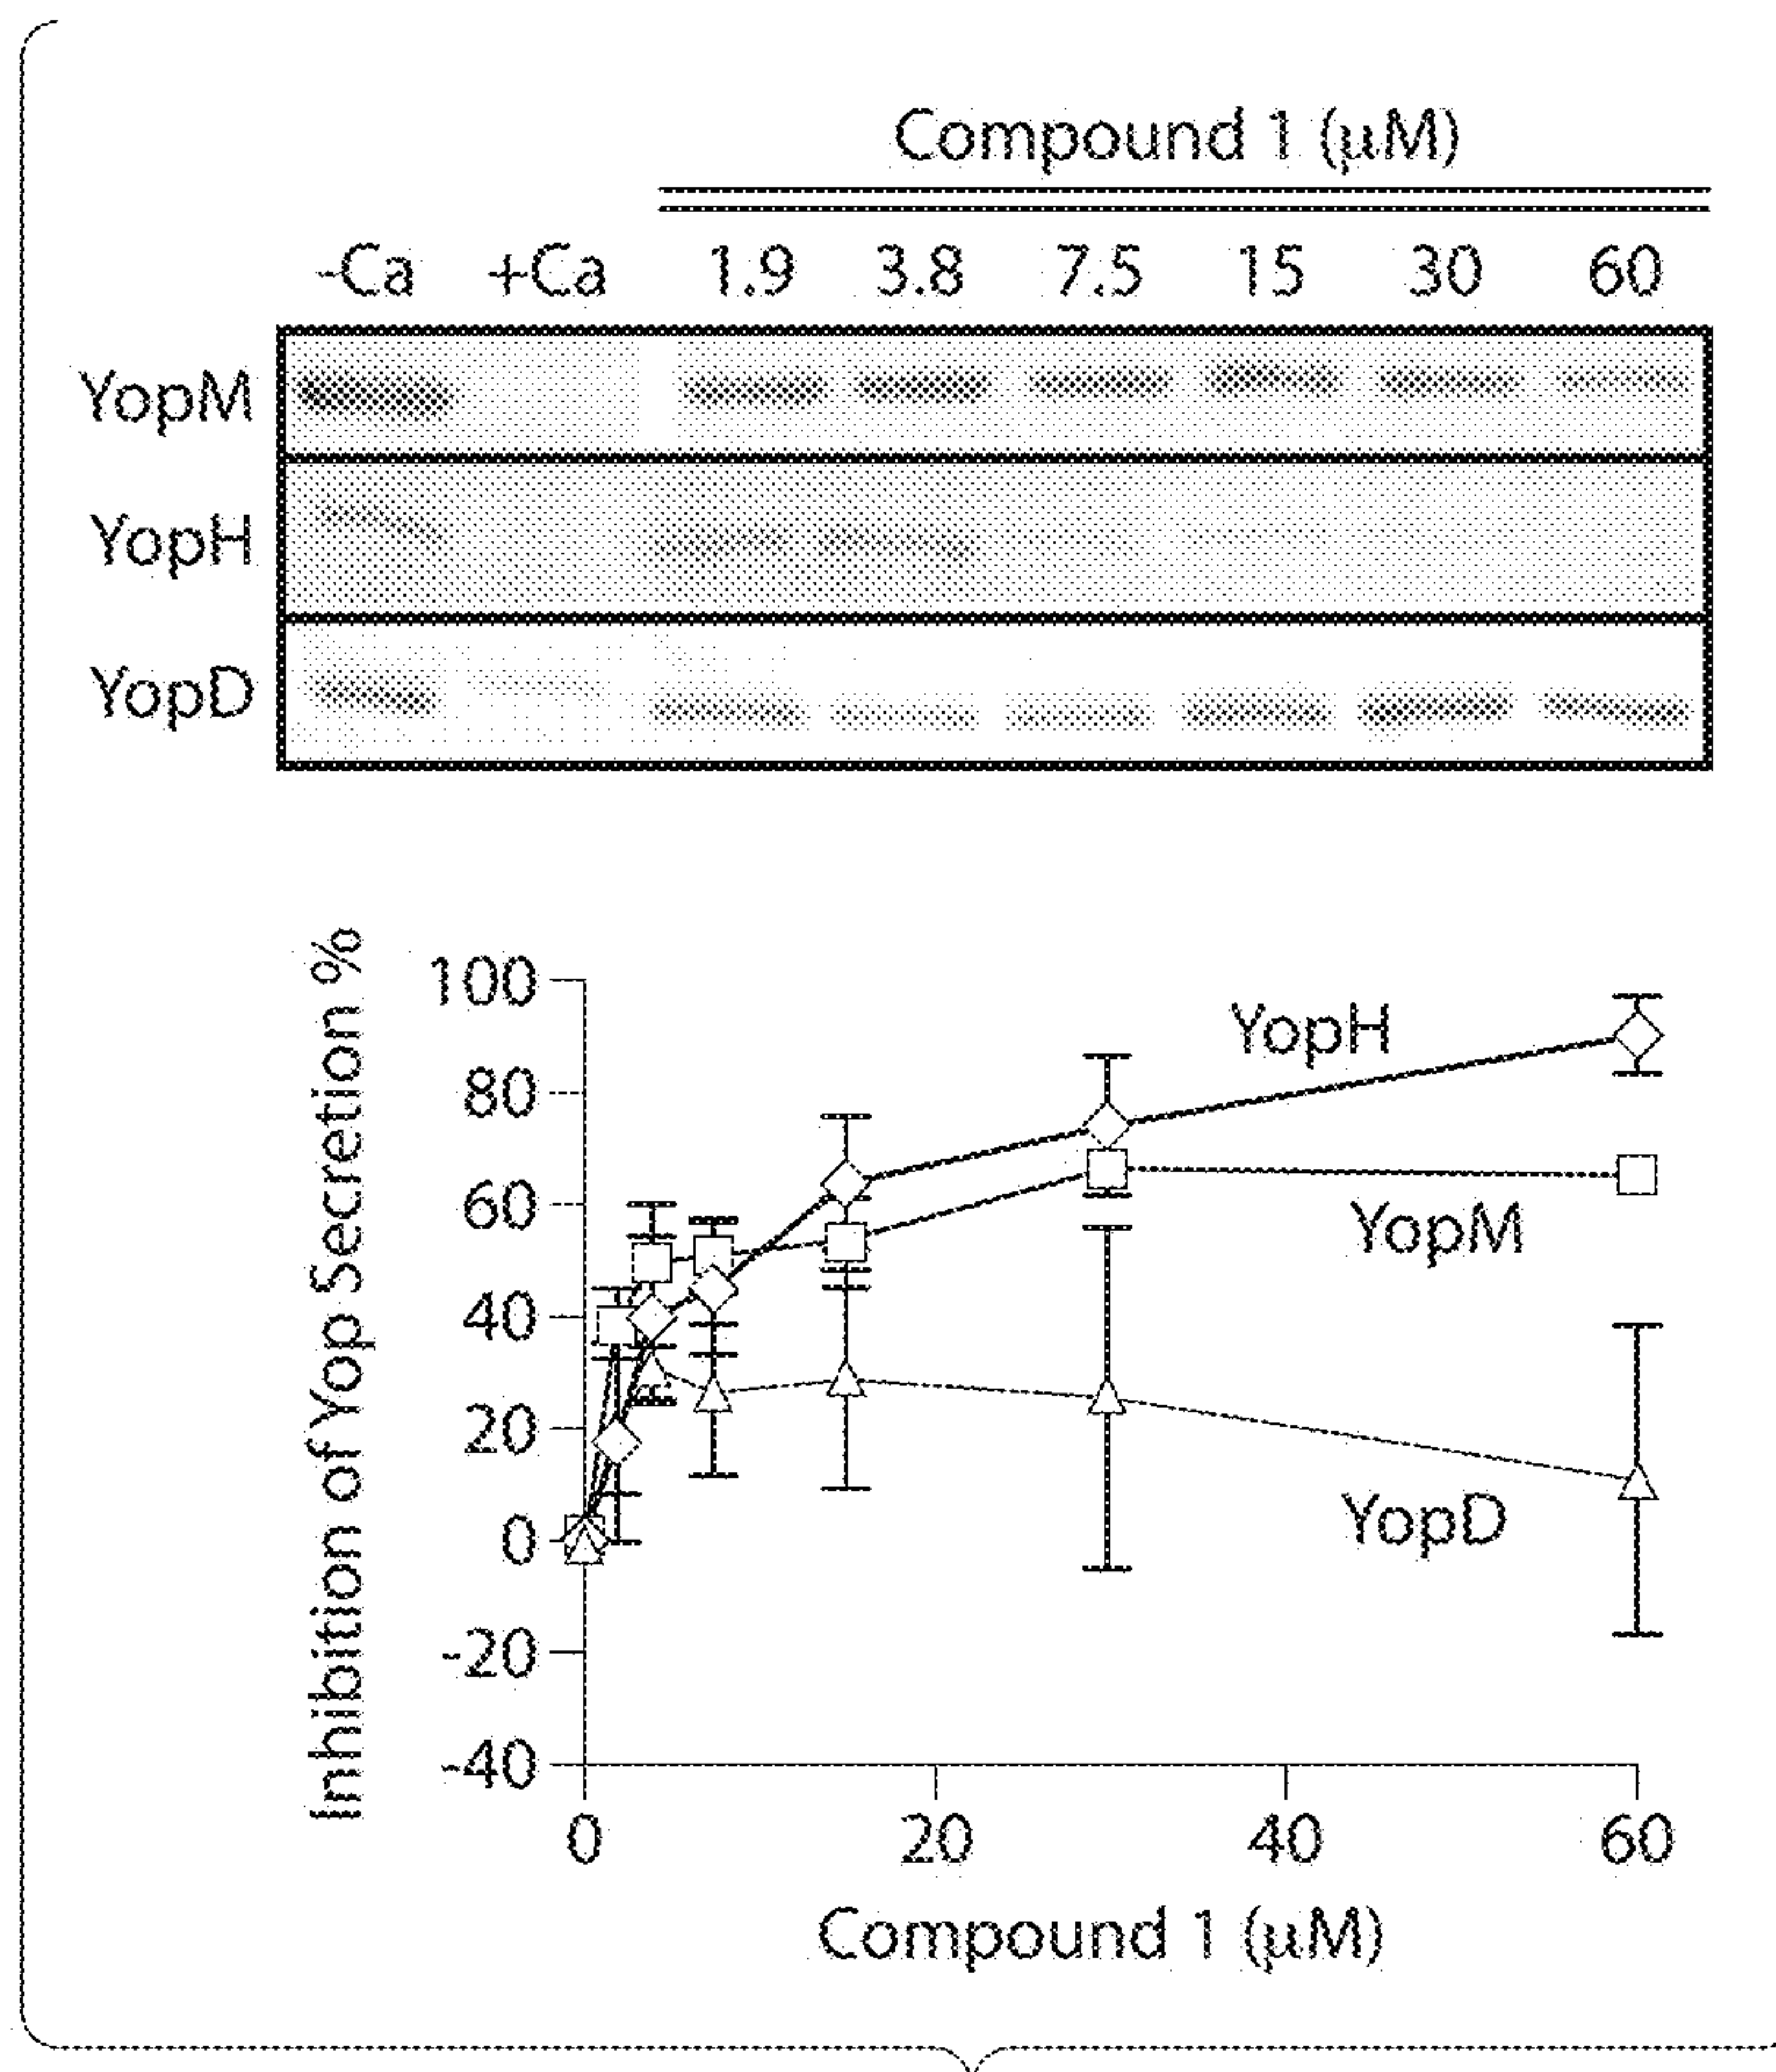 Compound 1 (μM)
-Ca +Ca 1.9 3.8 7.5 15 30 60
YopM
YopH
YopD
Inhibition of Yop Secretion %
100
80
60
40
20
0
-20
-40
YopH
YopM
YopD
0 20 40 60
Compound 1 (μM)